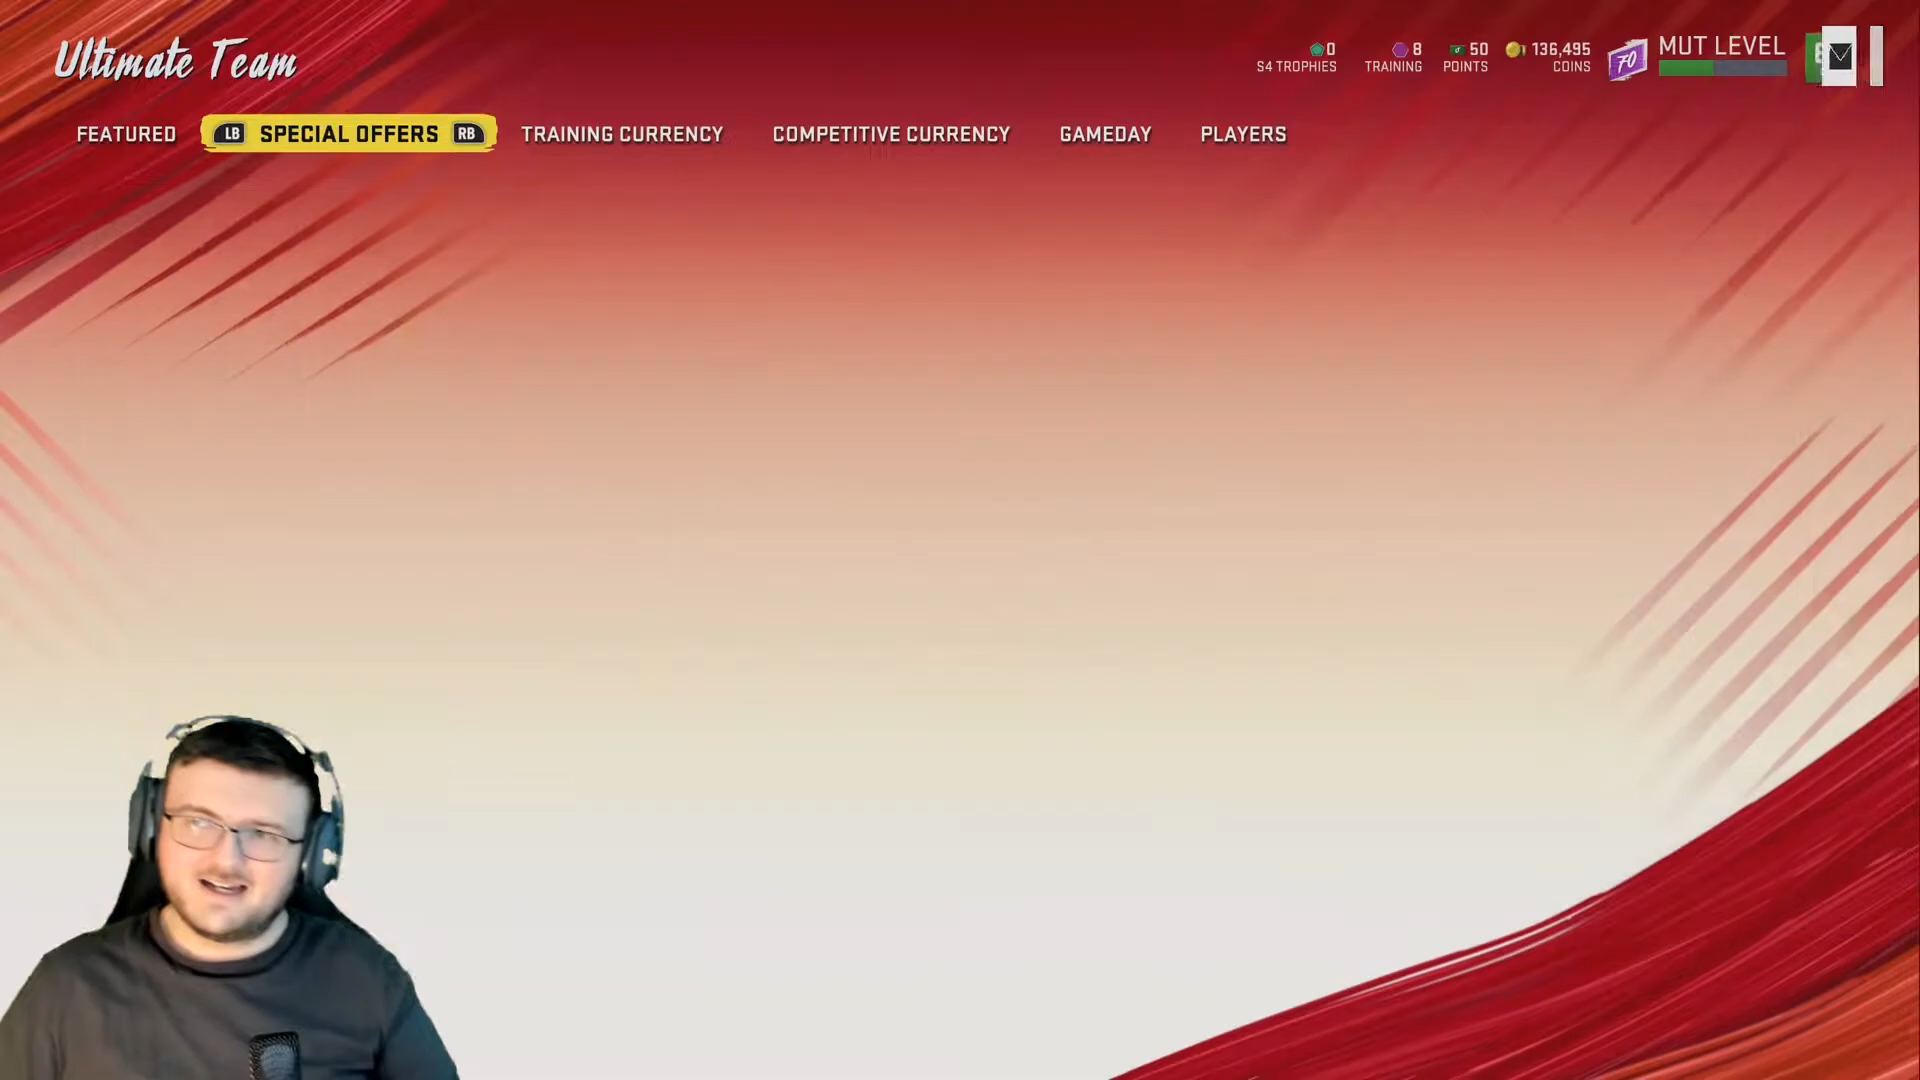 Ultimate Team
0
S4 TROPHIES
8
TRAINING
50
POINTS
136,495
COINS
70
MUT LEVEL
FEATURED
LB SPECIAL OFFERS RB
TRAINING CURRENCY
COMPETITIVE CURRENCY
GAMEDAY
PLAYERS